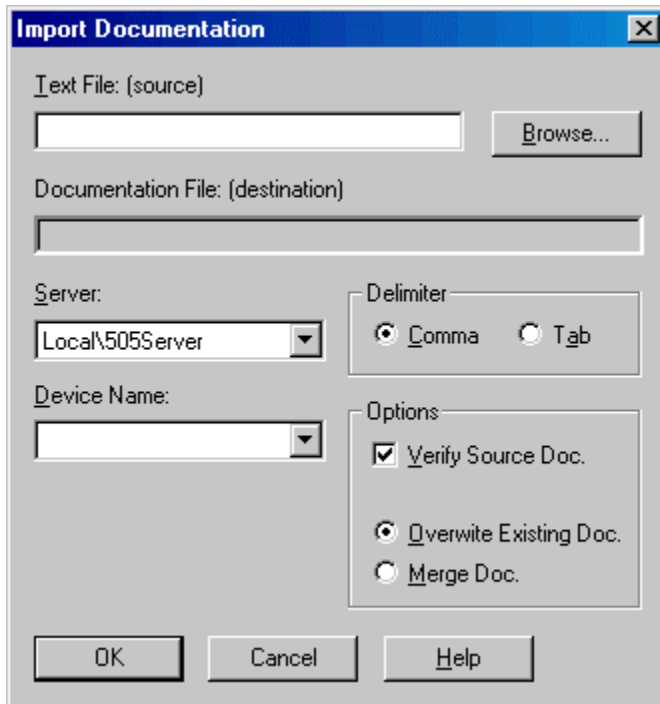 Import Documentation
Text File: (source)
Browse...
Documentation File: (destination)
Server:
Local\505Server
Delimiter
Comma
Tab
Device Name:
Options
Verify Source Doc.
Overwite Existing Doc.
Merge Doc.
OK
Cancel
Help